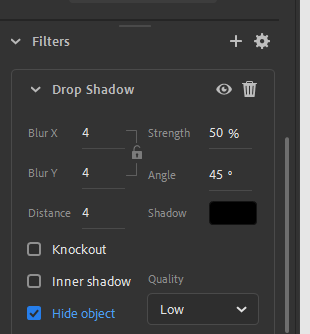 Filters
Drop Shadow
Blur X 4 Strength 50 %
Blur Y 4 Angle 45 °
Distance 4 Shadow
Knockout
Inner shadow Quality
Hide object Low